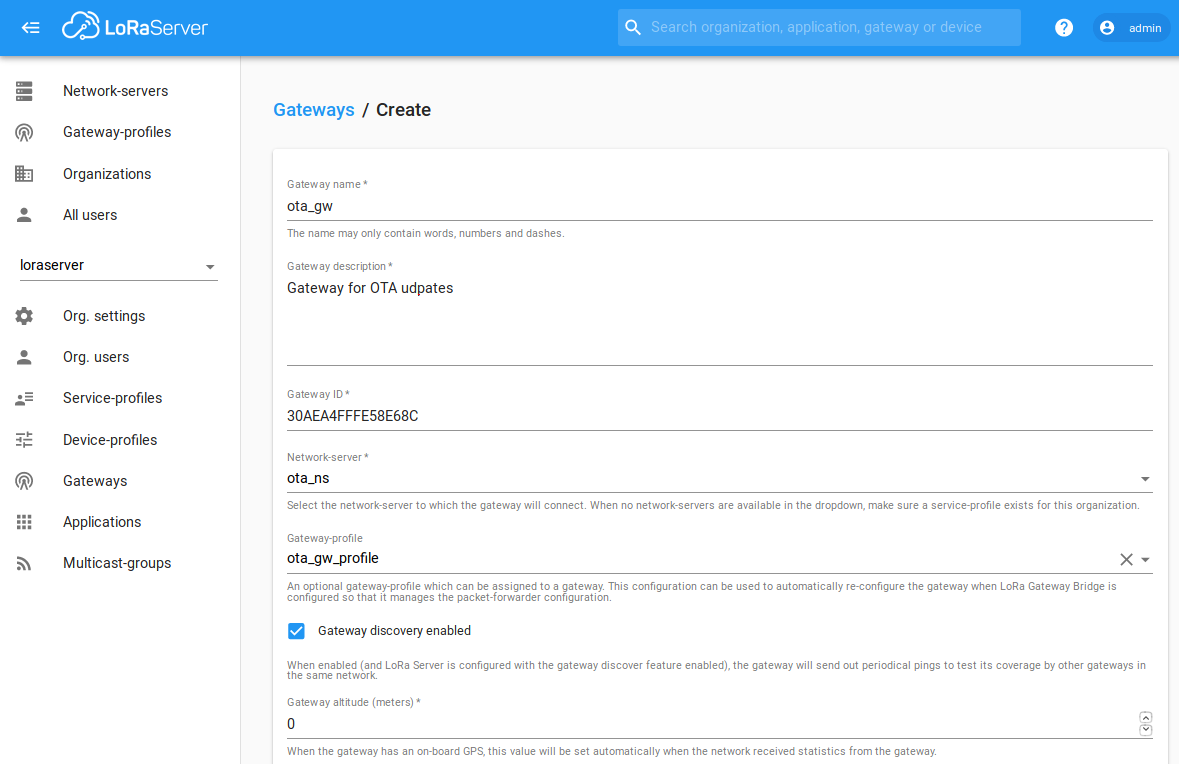 LoRaServer
Search organization, application, gateway or device
?
admin
Network-servers
Gateway-profiles
Organizations
All users
loraserver
Org. settings
Org. users
Service-profiles
Device-profiles
Gateways
Applications
Multicast-groups
Gateways / Create
Gateway name *
ota_gw
The name may only contain words, numbers and dashes.
Gateway description *
Gateway for OTA udpates
Gateway ID *
30AEA4FFFE58E68C
Network-server *
ota_ns
Select the network-server to which the gateway will connect. When no network-servers are available in the dropdown, make sure a service-profile exists for this organization.
Gateway-profile
ota_gw_profile
An optional gateway-profile which can be assigned to a gateway. This configuration can be used to automatically re-configure the gateway when LoRa Gateway Bridge is
configured so that it manages the packet-forwarder configuration.
Gateway discovery enabled
When enabled (and LoRa Server is configured with the gateway discover feature enabled), the gateway will send out periodical pings to test its coverage by other gateways in
the same network.
Gateway altitude (meters) *
0
When the gateway has an on-board GPS, this value will be set automatically when the network received statistics from the gateway.